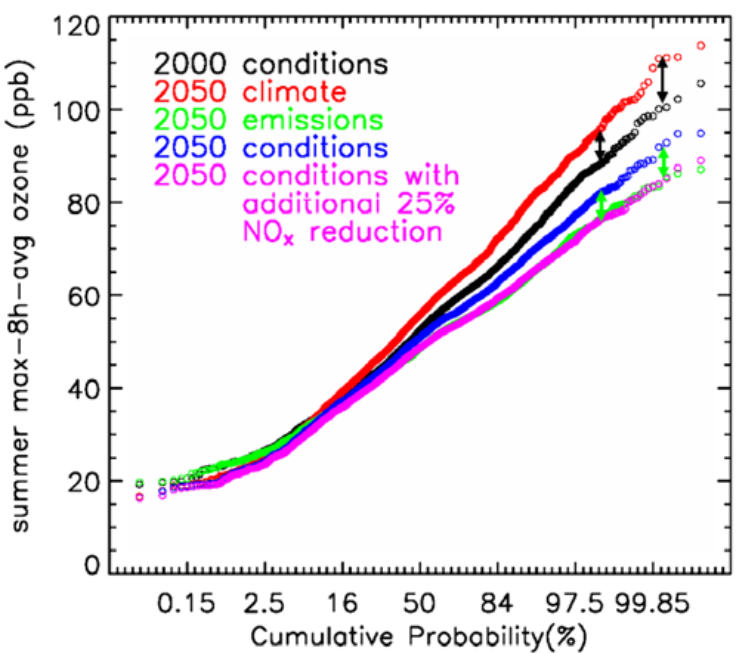 120
100
80
60
40
20
0
summer max-8h-avg ozone (ppb)
2000 conditions
2050 climate
2050 emissions
2050 conditions
2050 conditions with
additional 25%
NOx reduction
0.15 2.5 16 50 84 97.5 99.85
Cumulative Probability(%)